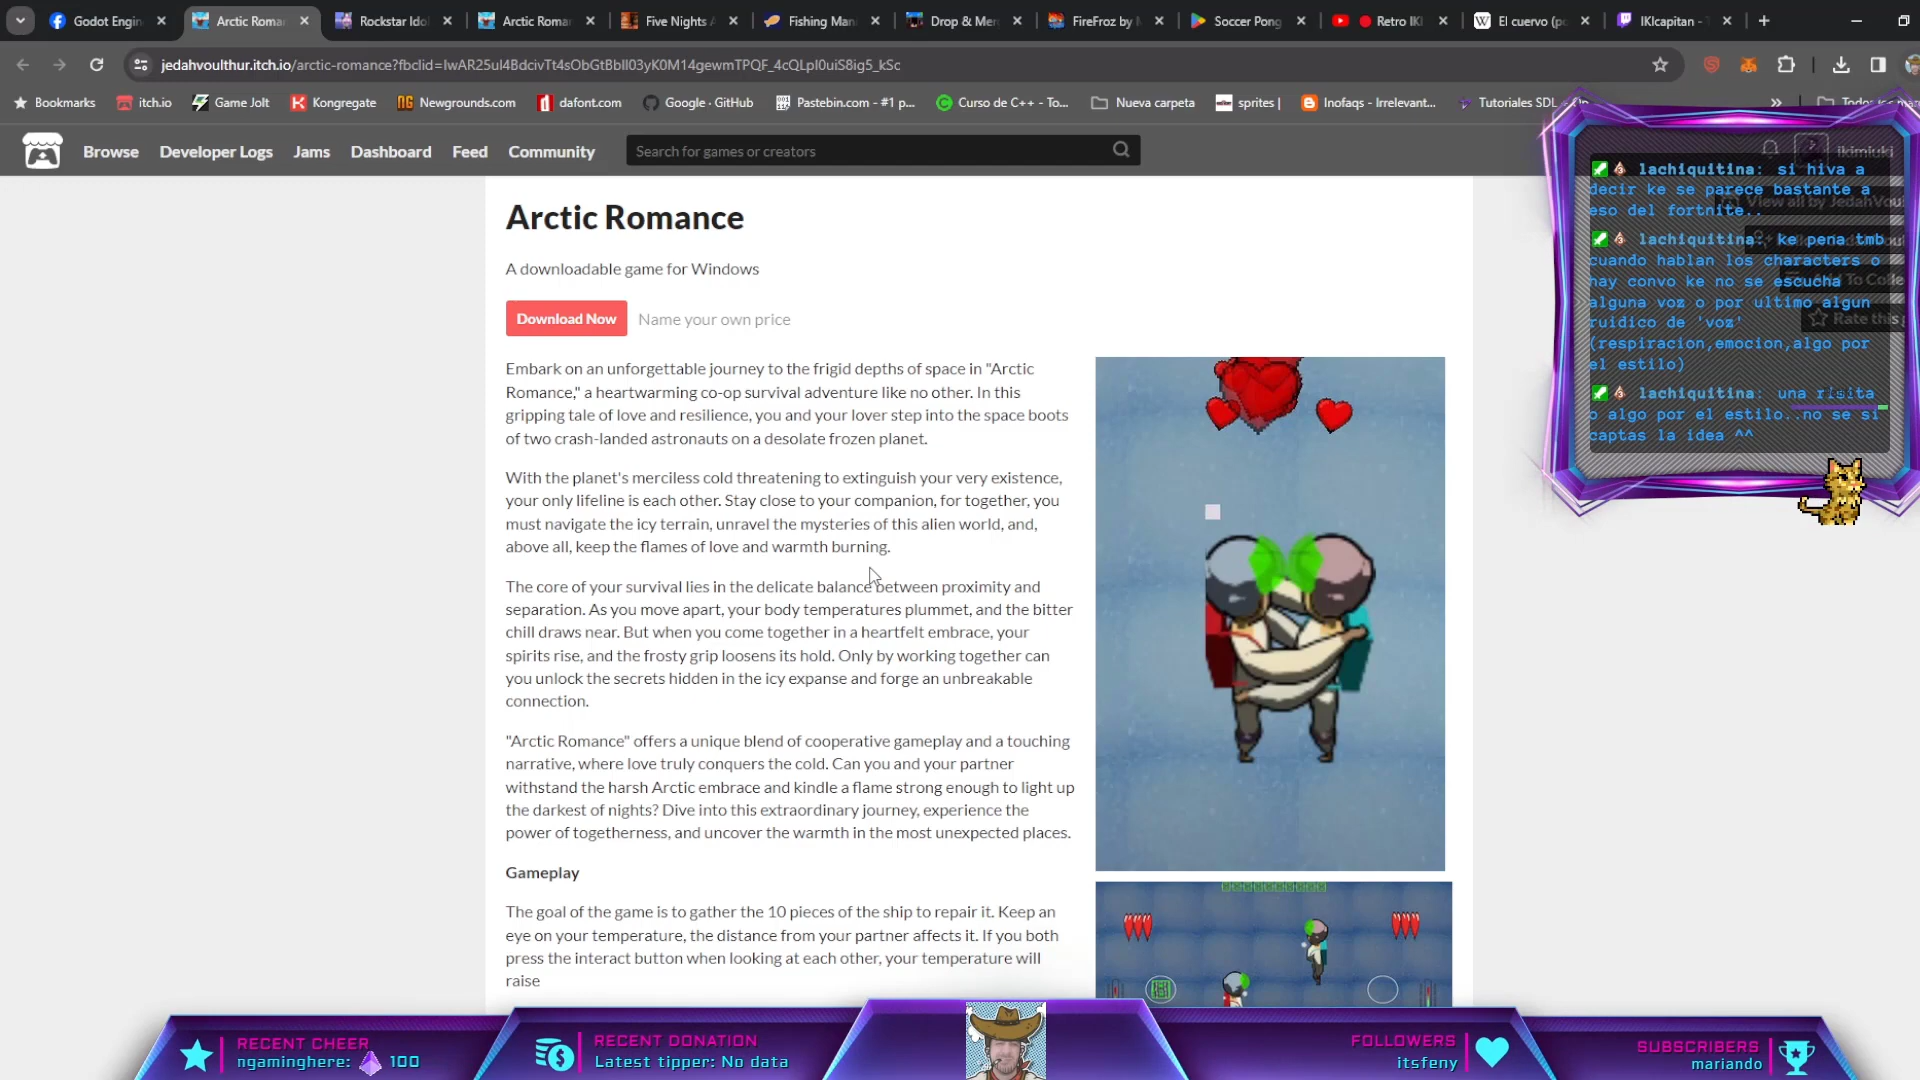 Godot Engin
Arctic Roman
Rockstar Idol
Arctic Roman
Five Nights A
Fishing Man
Drop & Mer
FireFroz by
Soccer Pong
Retro IKI
El cuervo (p
IKIcapitan -
jedahvoulthur.itch.io/arctic-romance?fbclid=IwAR25ul4BdcivTt4sObGtBbII03yK0M14gewmTPQF_4cQLpI0uiS8ig5_kSc
Bookmarks
itch.io
Game Jolt
Kongregate
Newgrounds.com
dafont.com
Google · GitHub
Pastebin.com - #1 p...
Curso de C++ - To...
Nueva carpeta
sprites |
Inofaqs - Irrelevant...
Tutoriales SDL
Browse
Developer Logs
Jams
Dashboard
Feed
Community
Search for games or creators
ikimiuki
View all by JedahVou
Add To Colle
Rate this
lachiquitina: si hiva a
decir ke se parece bastante a
eso del fortnite..
lachiquitina: ke pena tmb
cuando hablan los characters o
hay convo ke no se escucha
alguna voz o por ultimo algun
ruidico de 'voz'
(respiracion,emocion,algo por
el estilo)
lachiquitina: una risita
o algo por el estilo..no se si
captas la idea ^^
Arctic Romance
A downloadable game for Windows
Download Now
Name your own price
Embark on an unforgettable journey to the frigid depths of space in "Arctic
Romance," a heartwarming co-op survival adventure like no other. In this
gripping tale of love and resilience, you and your lover step into the space boots
of two crash-landed astronauts on a desolate frozen planet.
With the planet's merciless cold threatening to extinguish your very existence,
your only lifeline is each other. Stay close to your companion, for together, you
must navigate the icy terrain, unravel the mysteries of this alien world, and,
above all, keep the flames of love and warmth burning.
The core of your survival lies in the delicate balance between proximity and
separation. As you move apart, your body temperatures plummet, and the bitter
chill draws near. But when you come together in a heartfelt embrace, your
spirits rise, and the frosty grip loosens its hold. Only by working together can
you unlock the secrets hidden in the icy expanse and forge an unbreakable
connection.
"Arctic Romance" offers a unique blend of cooperative gameplay and a touching
narrative, where love truly conquers the cold. Can you and your partner
withstand the harsh Arctic embrace and kindle a flame strong enough to light up
the darkest of nights? Dive into this extraordinary journey, experience the
power of togetherness, and uncover the warmth in the most unexpected places.
Gameplay
The goal of the game is to gather the 10 pieces of the ship to repair it. Keep an
eye on your temperature, the distance from your partner affects it. If you both
press the interact button when looking at each other, your temperature will
raise
RECENT CHEER
ngaminghere: 100
RECENT DONATION
Latest tipper: No data
FOLLOWERS
itsfeny
SUBSCRIBERS
mariando